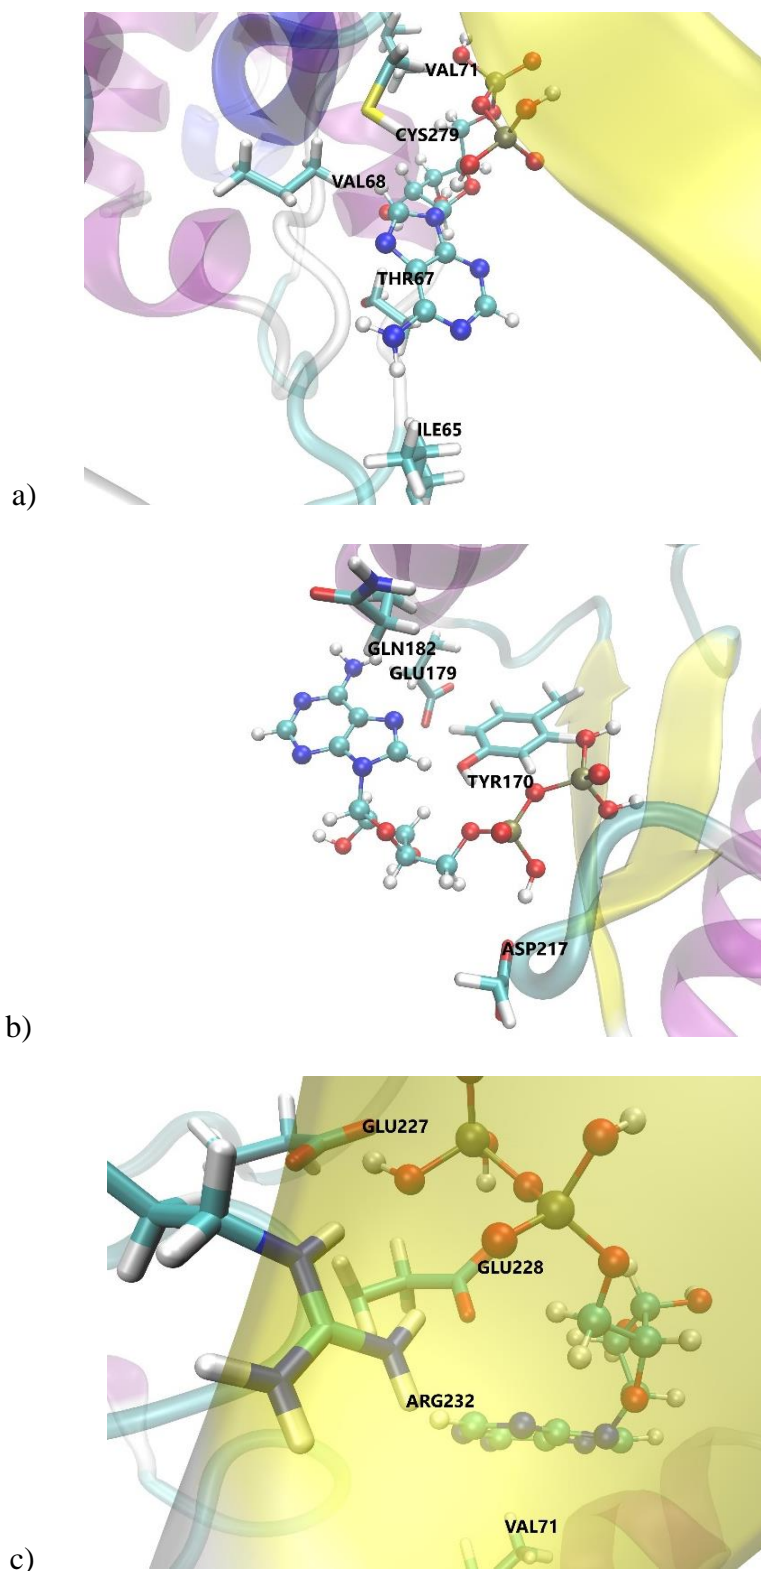 VAL71
CYS279
VAL68
THR67
ILE65
a)
GLN182
GLU179
TYR170
ASP217
b)
GLU227
GLU228
ARG232
VAL71
c)